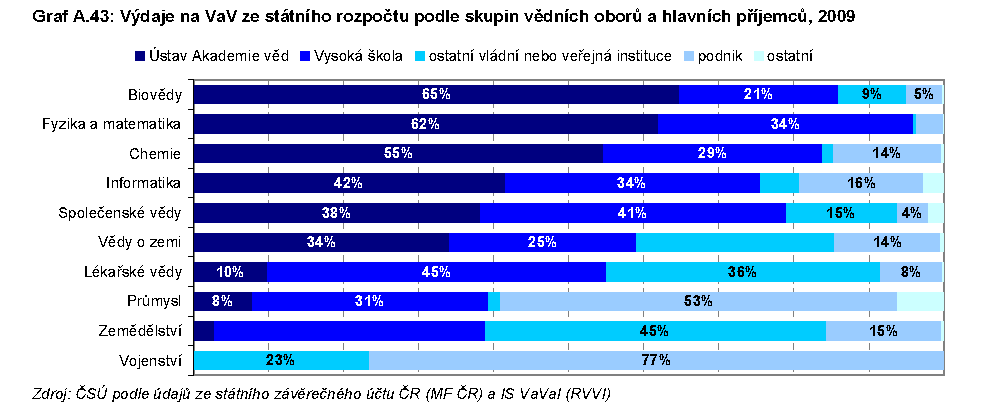 Graf A.43: Výdaje na VaV ze státního rozpočtu podle skupin vědních oborů a hlavních příjemců, 2009
Ústav Akademie věd Vysoká škola ostatní vládní nebo veřejná instituce podnik ostatní
Biovědy 65% 21% 9% 5%
Fyzika a matematika 62% 34%
Chemie 55% 29% 14%
Informatika 42% 34% 16%
Společenské vědy 38% 41% 15% 4%
Vědy o zemi 34% 25% 14%
Lékařské vědy 10% 45% 36% 8%
Průmysl 8% 31% 53%
Zemědělství 45% 15%
Vojenství 23% 77%
Zdroj: ČSÚ podle údajů ze státního závěrečného účtu ČR (MF ČR) a IS VaVaI (RVVI)